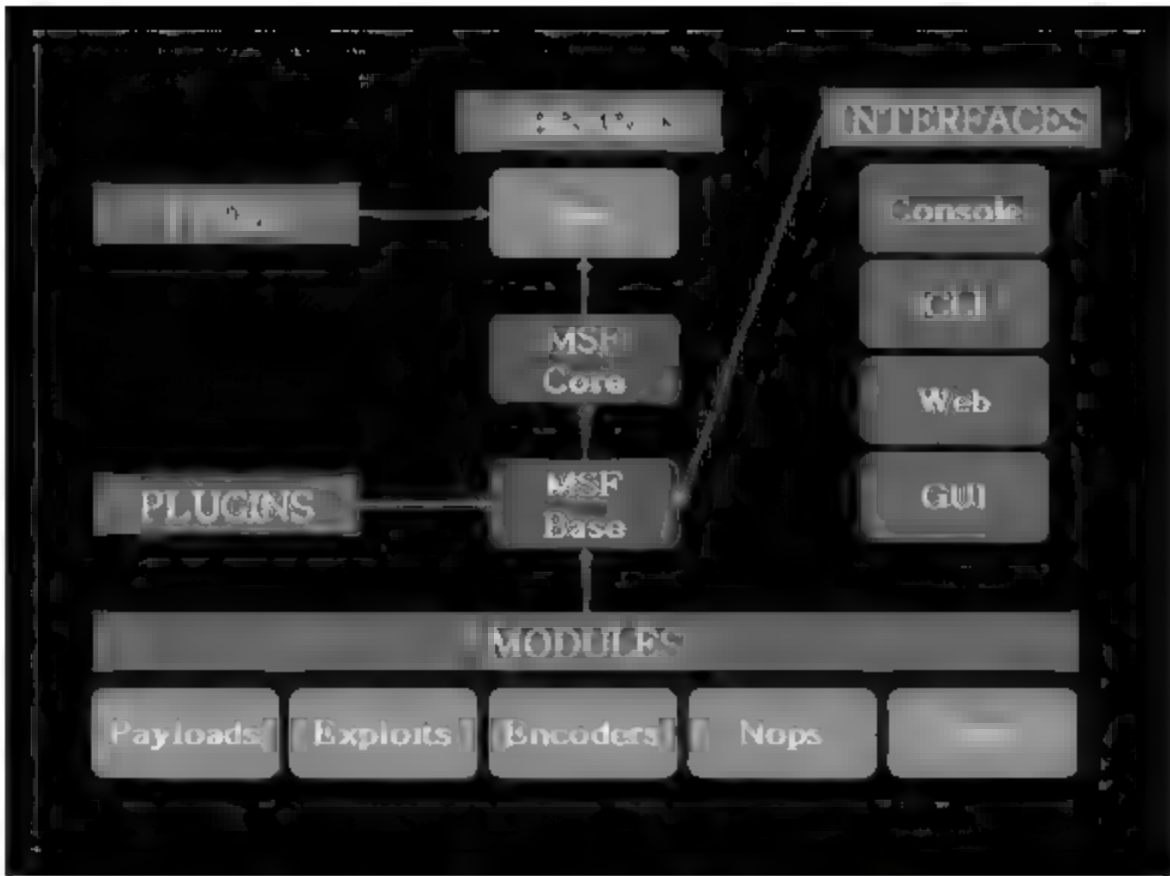 INTERFACES
Console
CLI
MSF
Core
Web
PLUGINS
MSF
Base
GUI
MODULES
Payloads
Exploits
Encoders
Nops